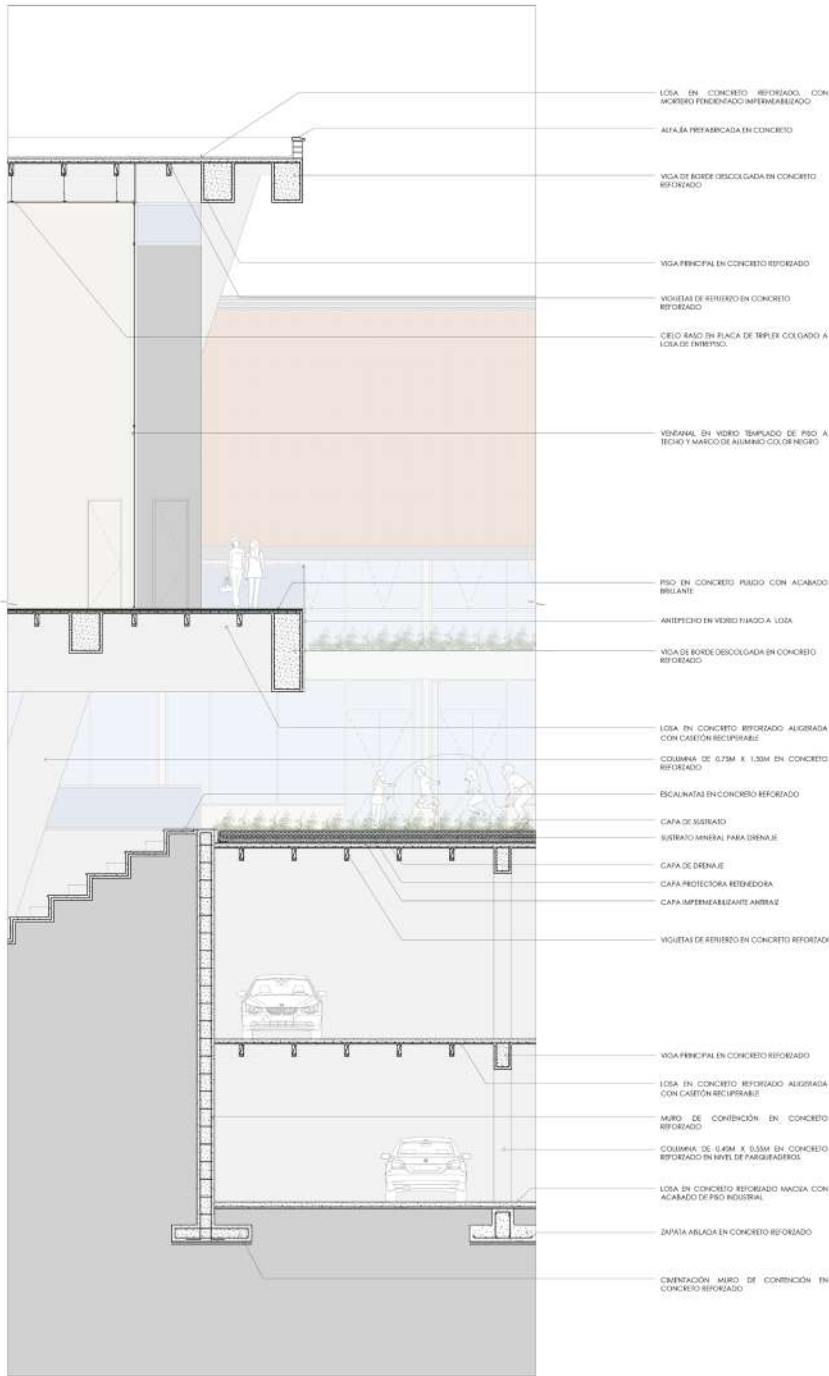 LOSA EN CONCRETO REFORZADO, CON
MORTERO PENDIENTADO IMPERMEABILIZADO
ALFAJÍA PREFABRICADA EN CONCRETO
VIGA DE BORDE DESCOLGADA EN CONCRETO
REFORZADO
VIGA PRINCIPAL EN CONCRETO REFORZADO
VIGUETAS DE REFUERZO EN CONCRETO
REFORZADO
CIELO RASO EN PLACA DE TRIPLEX COLGADO A
LOSA DE ENTREPISO.
VENTANAL EN VIDRIO TEMPLADO DE PISO A
TECHO Y MARCO DE ALUMINIO COLOR NEGRO
PISO EN CONCRETO PULIDO CON ACABADO
BRILLANTE
ANTEPECHO EN VIDRIO FIJADO A LOZA
VIGA DE BORDE DESCOLGADA EN CONCRETO
REFORZADO
LOSA EN CONCRETO REFORZADO ALIGERADA
CON CASETÓN RECUPERABLE
COLUMNA DE 0,75M X 1,50M EN CONCRETO
REFORZADO
ESCALINATAS EN CONCRETO REFORZADO
CAPA DE SUSTRATO
SUSTRATO MINERAL PARA DRENAJE
CAPA DE DRENAJE
CAPA PROTECTORA RETENEDORA
CAPA IMPERMEABILIZANTE ANTIRAIZ
VIGUETAS DE REFUERZO EN CONCRETO REFORZADO
VIGA PRINCIPAL EN CONCRETO REFORZADO
LOSA EN CONCRETO REFORZADO ALIGERADA
CON CASETÓN RECUPERABLE
MURO DE CONTENCIÓN EN CONCRETO
REFORZADO
COLUMNA DE 0,40M X 0,55M EN CONCRETO
REFORZADO EN NIVEL DE PARQUEADEROS
LOSA EN CONCRETO REFORZADO MACIZA CON
ACABADO DE PISO INDUSTRIAL
ZAPATA AISLADA EN CONCRETO REFORZADO
CIMENTACIÓN MURO DE CONTENCIÓN EN
CONCRETO REFORZADO